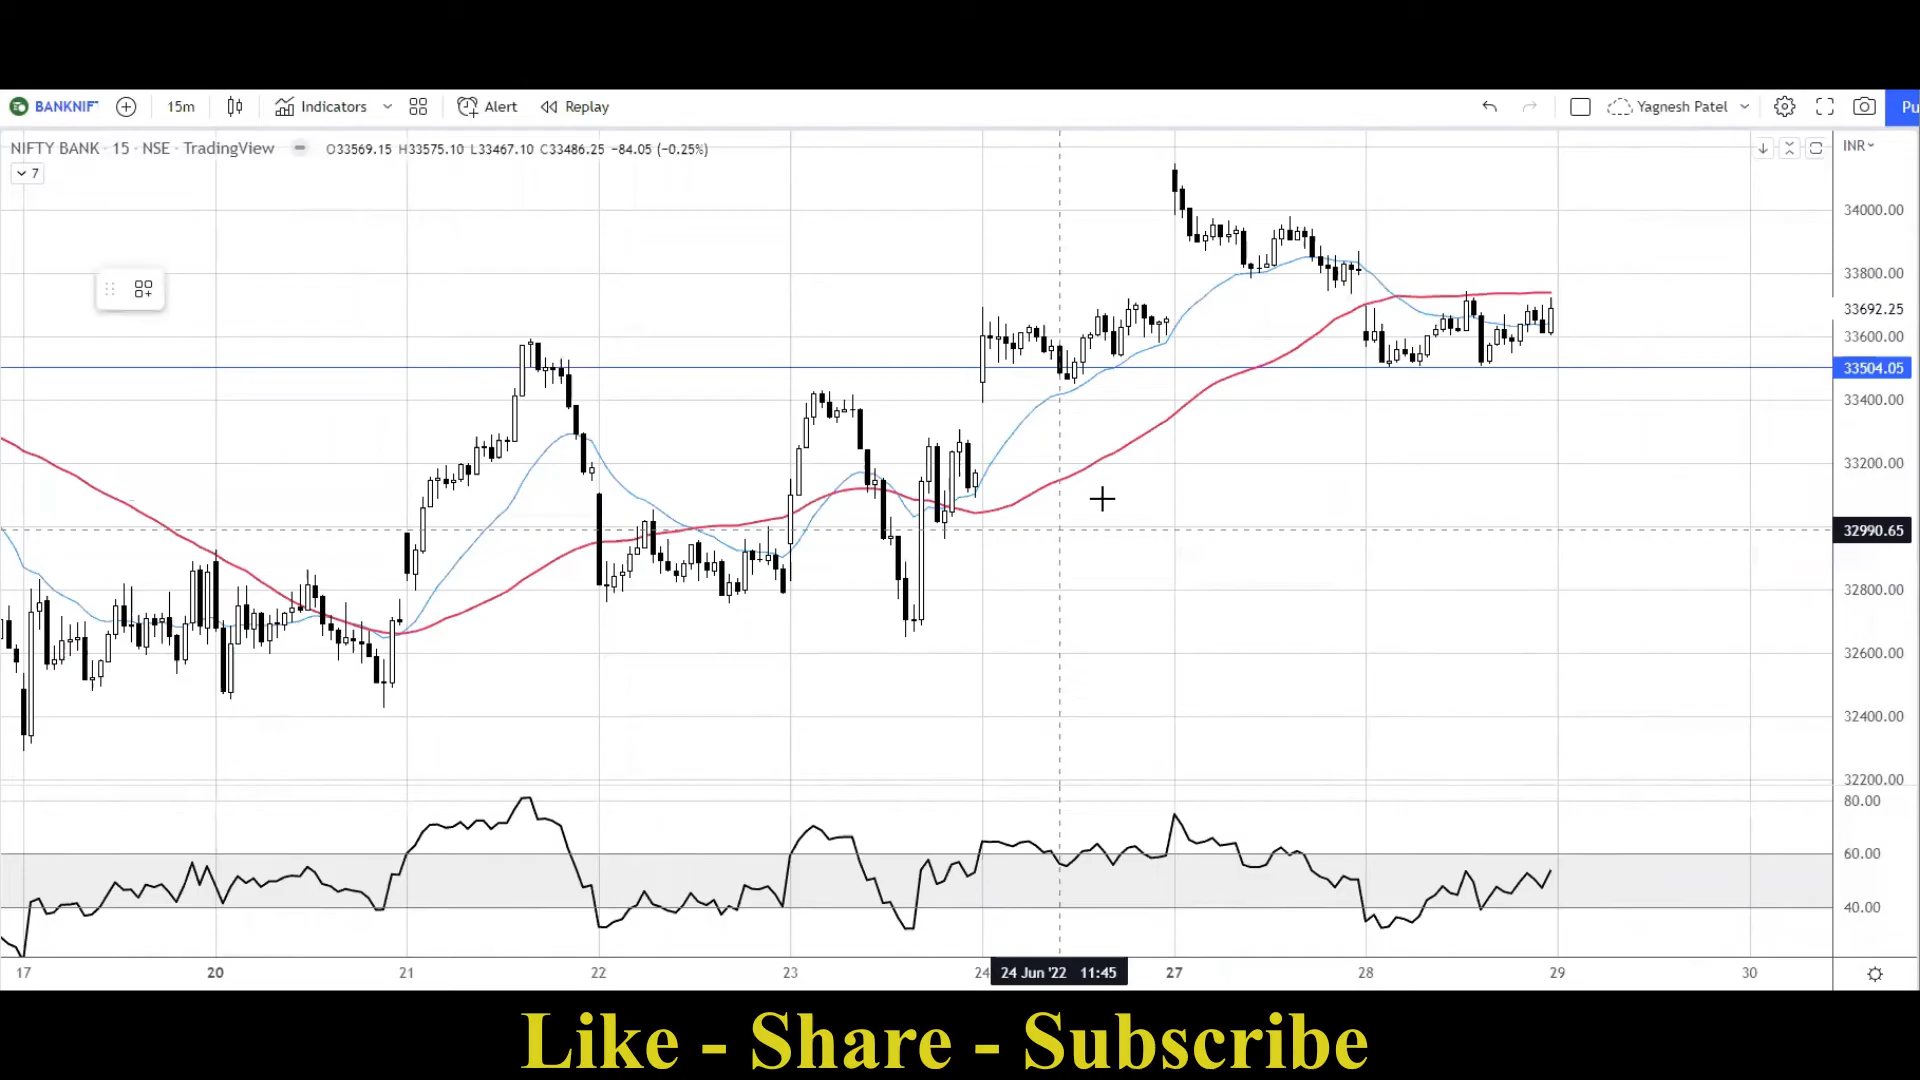 BANKNIF
15m
Indicators
Alert
Replay
Yagnesh Patel
Pu
NIFTY BANK · 15 · NSE · TradingView
O33569.15 H33575.10 L33467.10 C33486.25 −84.05 (−0.25%)
INR
7
34000.00
33800.00
33692.25
33600.00
33504.05
33400.00
33200.00
32990.65
32800.00
32600.00
32400.00
32200.00
80.00
60.00
40.00
17 20 21 22 23 24 24 Jun '22 11:45 27 28 29 30
Like - Share - Subscribe